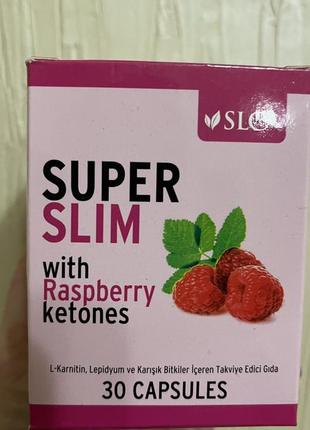 SUPER
SLIM
with
Raspberry
ketones
L-Karnitin, Lepidyum ve Karışık Bitkiler İçeren Takviye Edici Gıda
30 CAPSULES